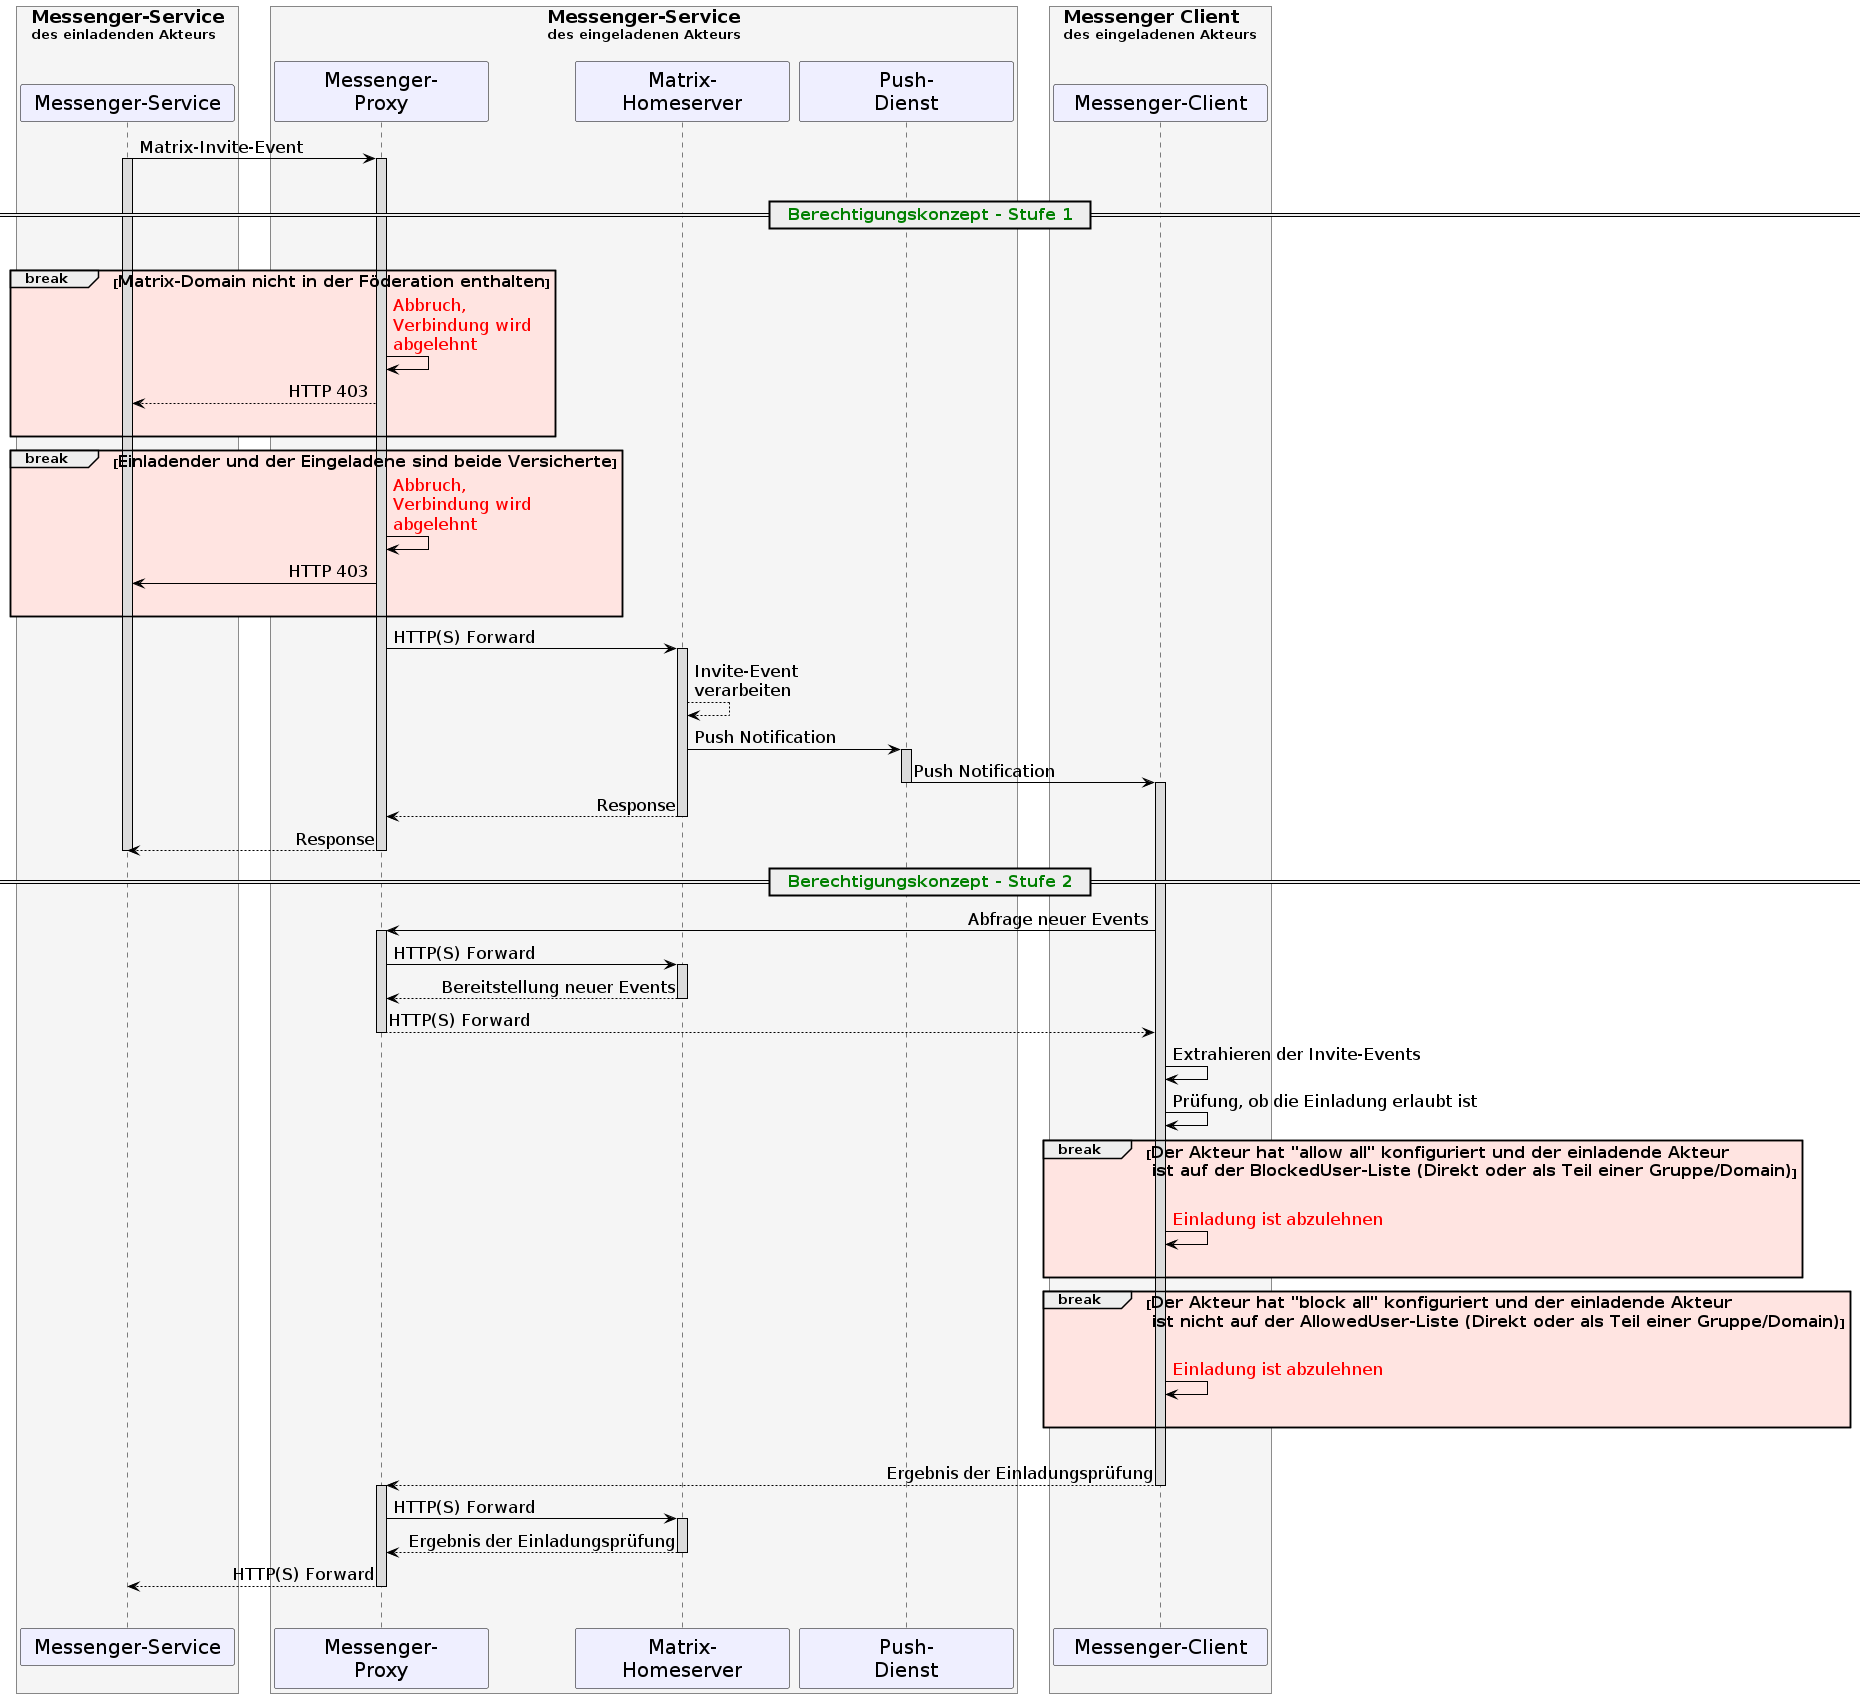 Messenger-Service
des einladenden Akteurs
Messenger-Service
des eingeladenen Akteurs
Messenger Client
des eingeladenen Akteurs
Messenger-Service
Messenger-
Proxy
Matrix-
Homeserver
Push-
Dienst
Messenger-Client
Matrix-Invite-Event
Berechtigungskonzept - Stufe 1
break
[Matrix-Domain nicht in der Föderation enthalten]
Abbruch,
Verbindung wird
abgelehnt
HTTP 403
break
[Einladender und der Eingeladene sind beide Versicherte]
Abbruch,
Verbindung wird
abgelehnt
HTTP 403
HTTP(S) Forward
Invite-Event
verarbeiten
Push Notification
Push Notification
Response
Response
Berechtigungskonzept - Stufe 2
Abfrage neuer Events
HTTP(S) Forward
Bereitstellung neuer Events
HTTP(S) Forward
Extrahieren der Invite-Events
Prüfung, ob die Einladung erlaubt ist
break
[Der Akteur hat "allow all" konfiguriert und der einladende Akteur
ist auf der BlockedUser-Liste (Direkt oder als Teil einer Gruppe/Domain)]
Einladung ist abzulehnen
break
[Der Akteur hat "block all" konfiguriert und der einladende Akteur
ist nicht auf der AllowedUser-Liste (Direkt oder als Teil einer Gruppe/Domain)]
Einladung ist abzulehnen
Ergebnis der Einladungsprüfung
HTTP(S) Forward
Ergebnis der Einladungsprüfung
HTTP(S) Forward
Messenger-Service
Messenger-
Proxy
Matrix-
Homeserver
Push-
Dienst
Messenger-Client